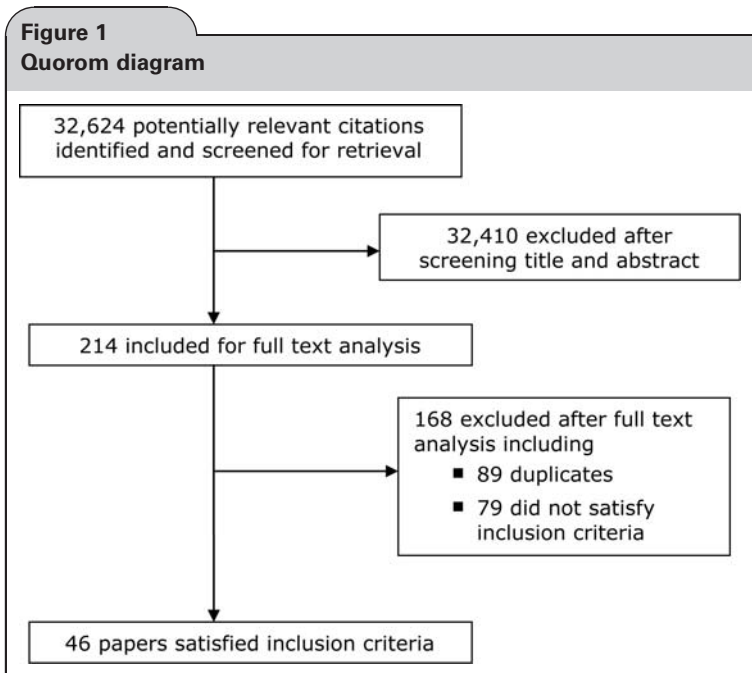 Figure 1
Quorom diagram
32,624 potentially relevant citations
identified and screened for retrieval
32,410 excluded after
screening title and abstract
214 included for full text analysis
168 excluded after full text
analysis including
▪ 89 duplicates
▪ 79 did not satisfy
inclusion criteria
46 papers satisfied inclusion criteria